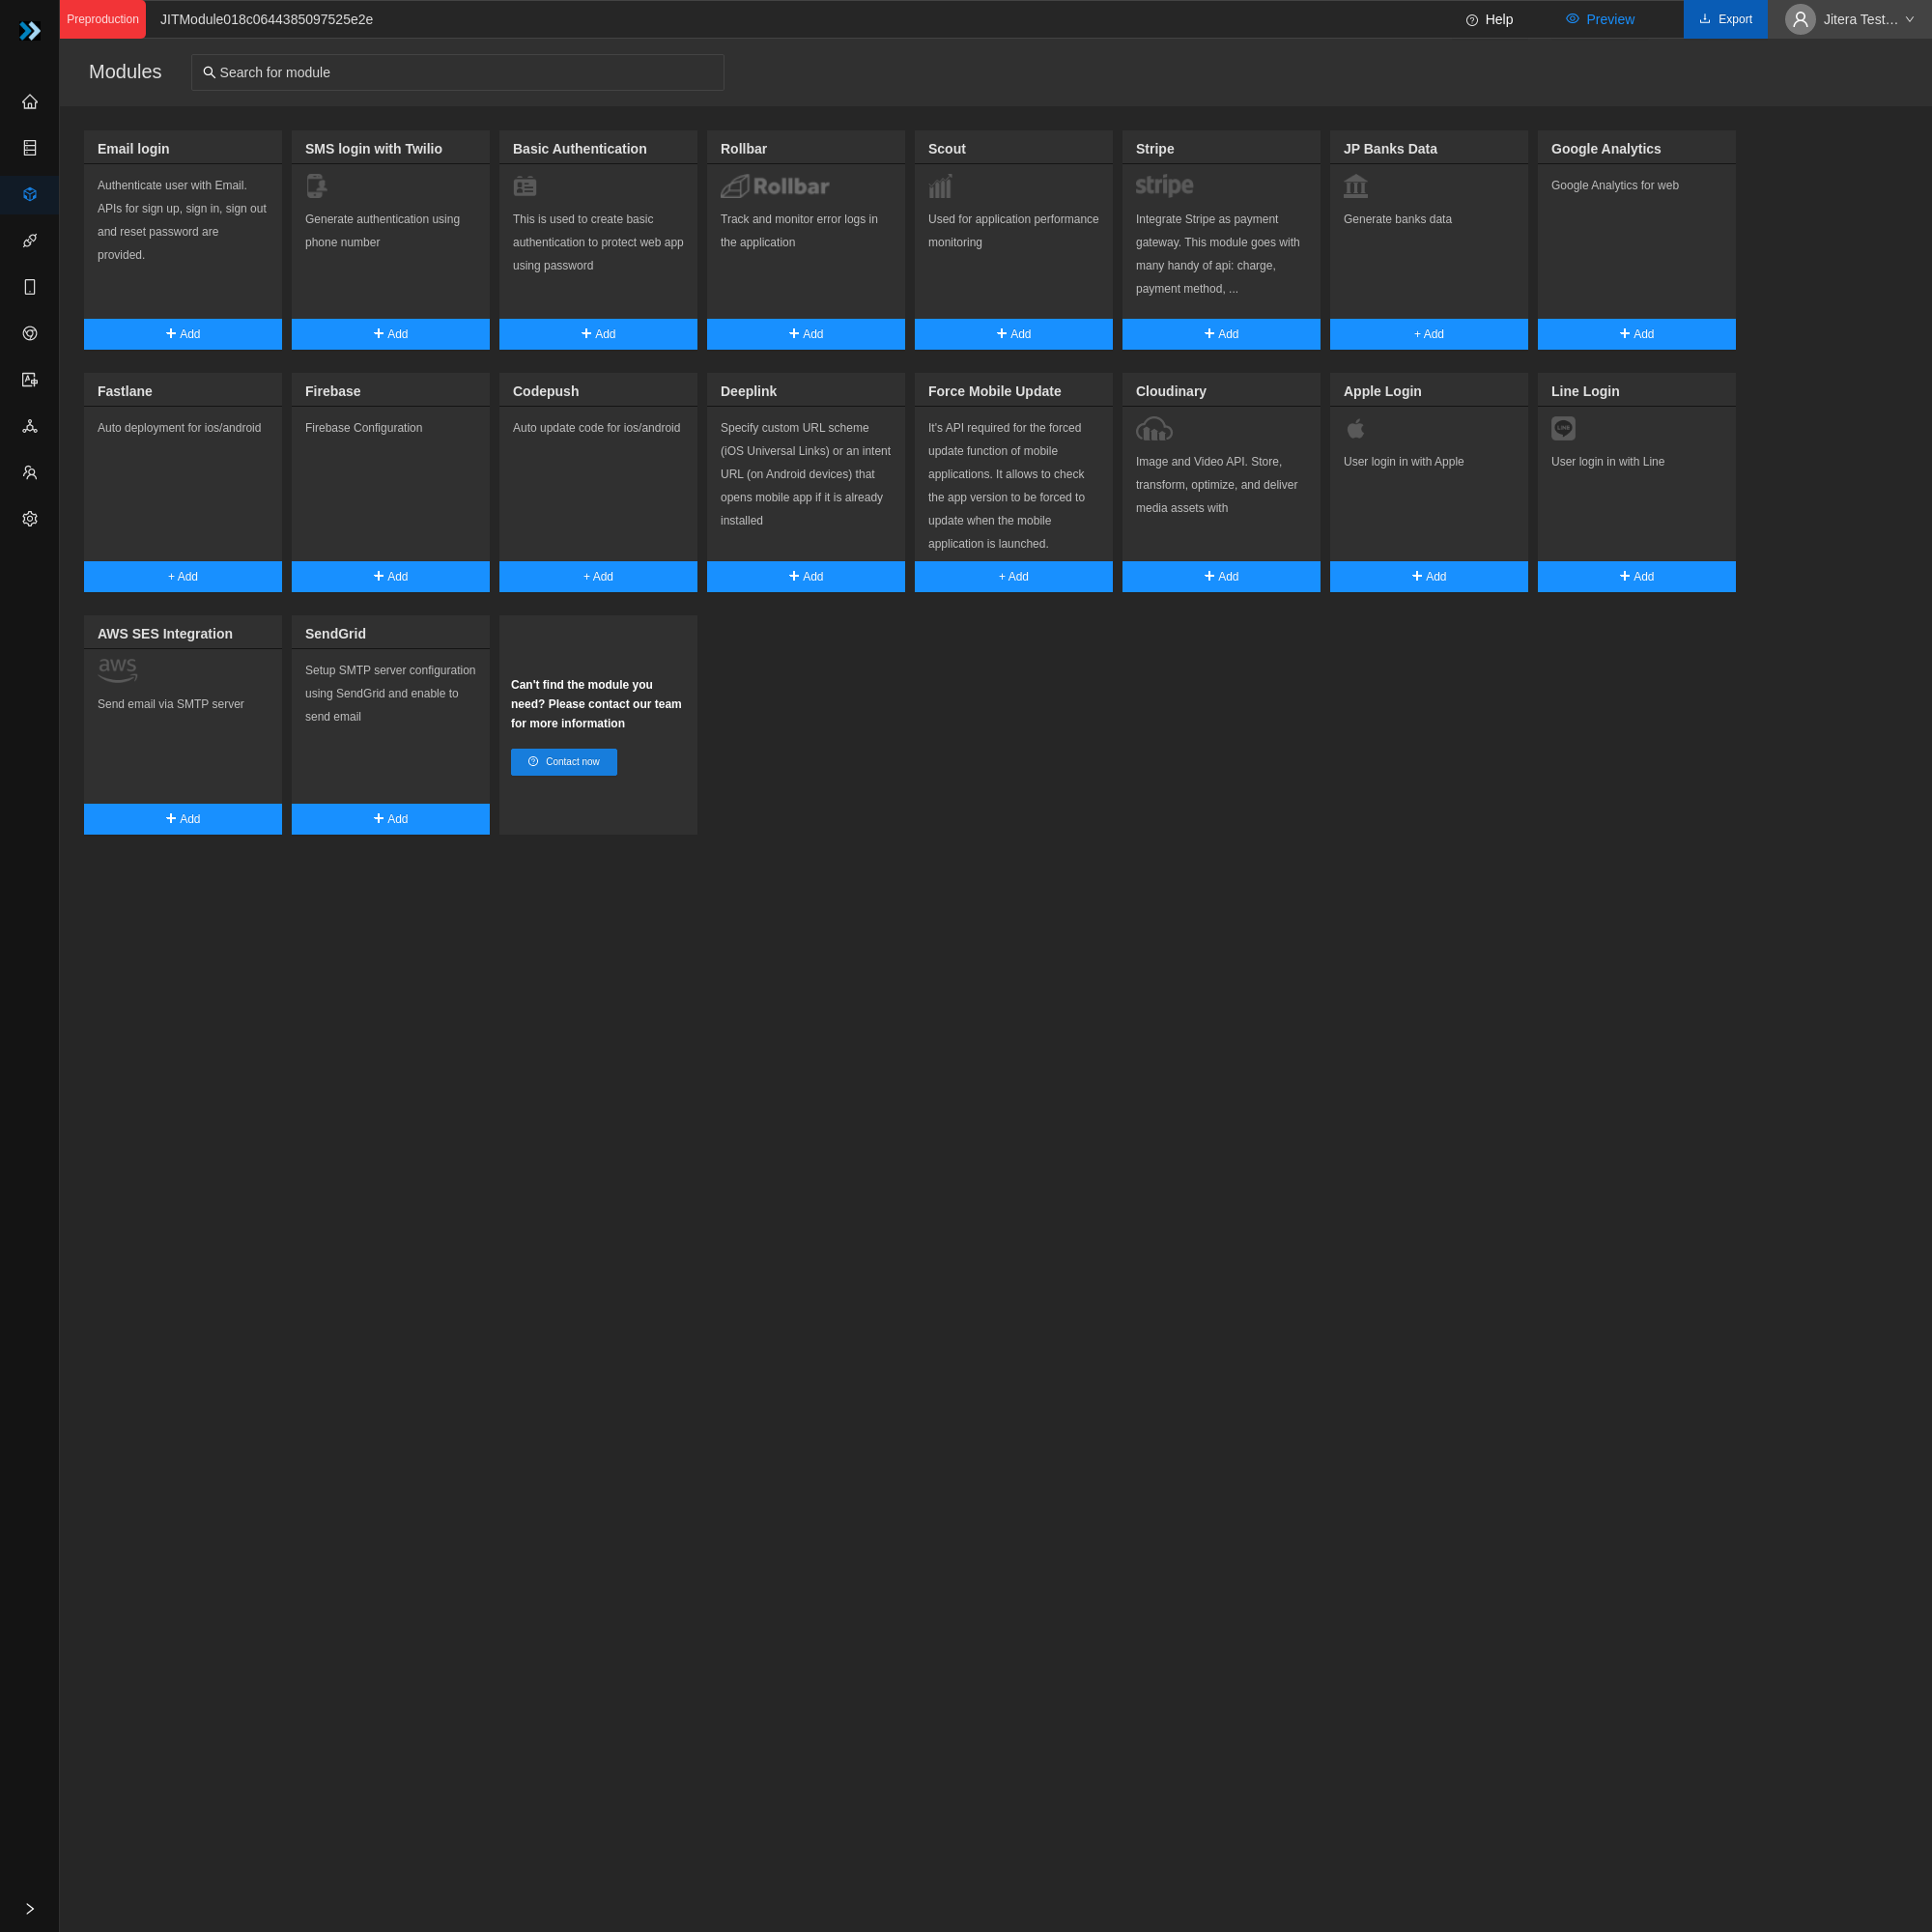 Preproduction
JITModule018c0644385097525e2e
Help
Preview
Export
Jitera Test...
Modules
Search for module
Email login
Authenticate user with Email.
APIs for sign up, sign in, sign out
and reset password are
provided.
Add
SMS login with Twilio
Generate authentication using
phone number
Add
Basic Authentication
This is used to create basic
authentication to protect web app
using password
Add
Rollbar
Rollbar
Track and monitor error logs in
the application
Add
Scout
Used for application performance
monitoring
Add
Stripe
stripe
Integrate Stripe as payment
gateway. This module goes with
many handy of api: charge,
payment method, ...
Add
JP Banks Data
Generate banks data
+ Add
Google Analytics
Google Analytics for web
Add
Fastlane
Auto deployment for ios/android
+ Add
Firebase
Firebase Configuration
Add
Codepush
Auto update code for ios/android
+ Add
Deeplink
Specify custom URL scheme
(iOS Universal Links) or an intent
URL (on Android devices) that
opens mobile app if it is already
installed
Add
Force Mobile Update
It's API required for the forced
update function of mobile
applications. It allows to check
the app version to be forced to
update when the mobile
application is launched.
+ Add
Cloudinary
Image and Video API. Store,
transform, optimize, and deliver
media assets with
Add
Apple Login
User login in with Apple
Add
Line Login
LINE
User login in with Line
Add
AWS SES Integration
aws
Send email via SMTP server
Add
SendGrid
Setup SMTP server configuration
using SendGrid and enable to
send email
Add
Can't find the module you
need? Please contact our team
for more information
Contact now